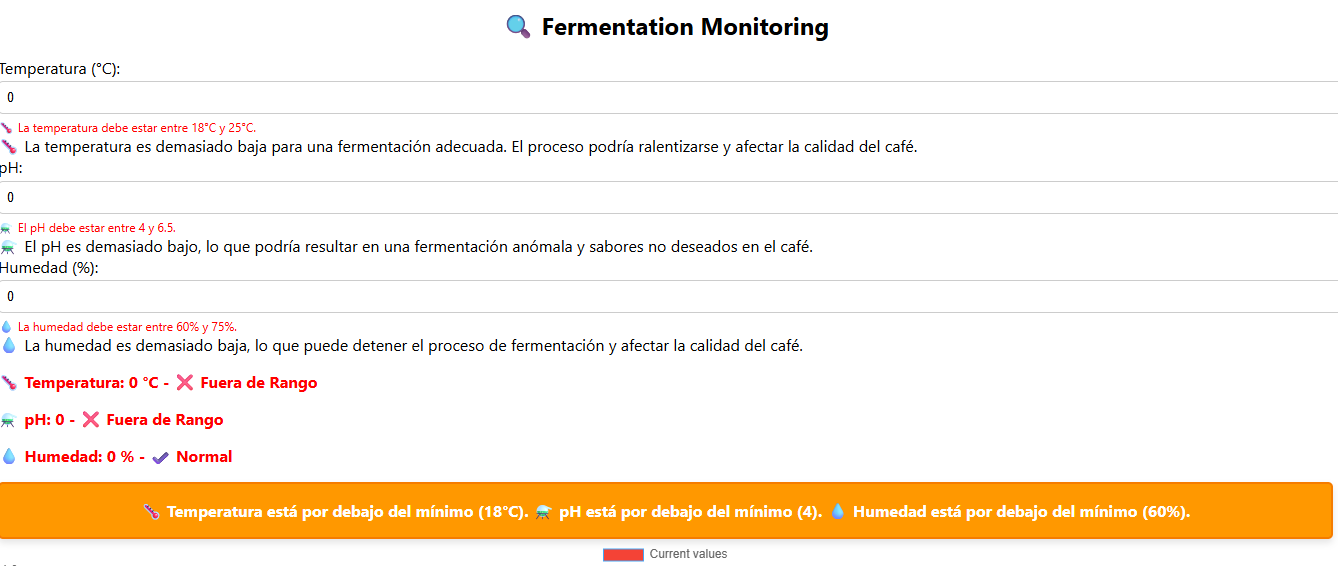 🔍 Fermentation Monitoring
Temperatura (°C):
0
🌡️ La temperatura debe estar entre 18°C y 25°C.
🌡️ La temperatura es demasiado baja para una fermentación adecuada. El proceso podría ralentizarse y afectar la calidad del café.
pH:
0
El pH debe estar entre 4 y 6.5.
El pH es demasiado bajo, lo que podría resultar en una fermentación anómala y sabores no deseados en el café.
Humedad (%):
0
💧 La humedad debe estar entre 60% y 75%.
💧 La humedad es demasiado baja, lo que puede detener el proceso de fermentación y afectar la calidad del café.
🌡️ Temperatura: 0 °C - ❌ Fuera de Rango
pH: 0 - ❌ Fuera de Rango
💧 Humedad: 0 % - ✔ Normal
🌡️ Temperatura está por debajo del mínimo (18°C). pH está por debajo del mínimo (4). 💧 Humedad está por debajo del mínimo (60%).
Current values